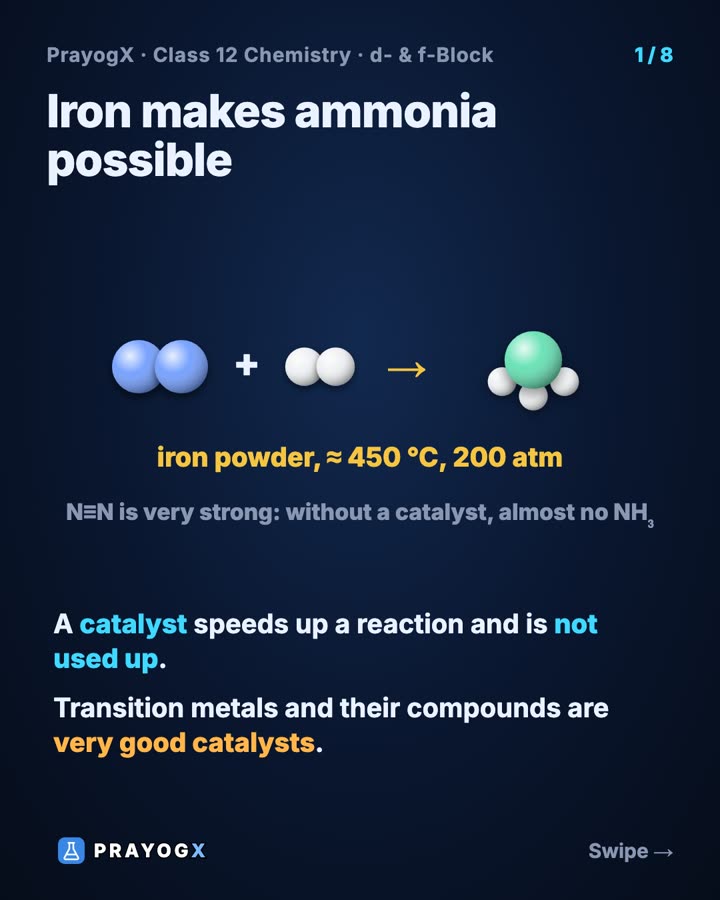 PrayogX · Class 12 Chemistry · d- & f-Block
1 / 8
Iron makes ammonia
possible
+ →
iron powder, ≈ 450 °C, 200 atm
N≡N is very strong: without a catalyst, almost no NH₃
A catalyst speeds up a reaction and is not
used up.
Transition metals and their compounds are
very good catalysts.
PRAYOGX
Swipe →